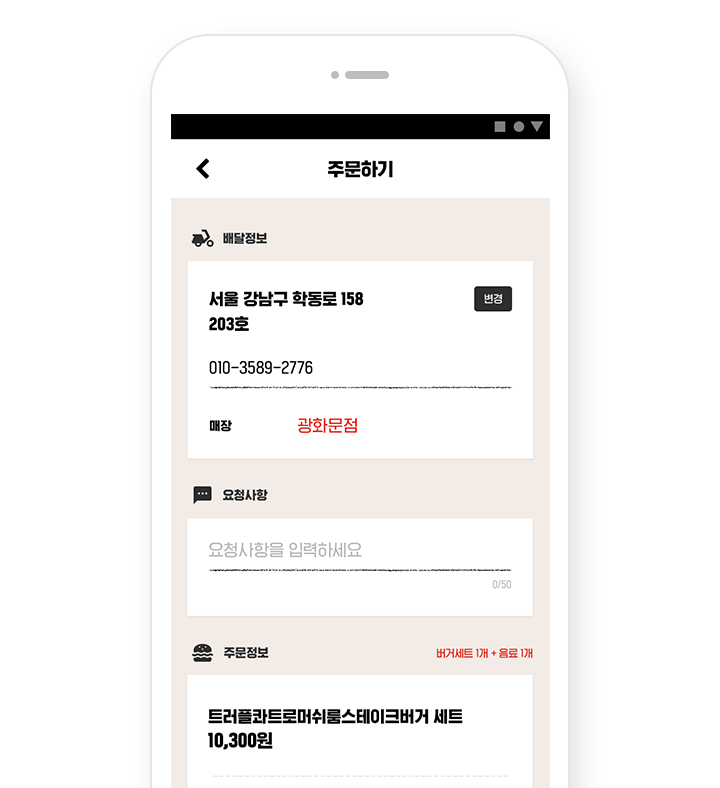 주문하기
배달정보
서울 강남구 학동로 158
변경
203호
010-3589-2776
매장 광화문점
요청사항
요청사항을 입력하세요
0/50
주문정보 버거세트 1개 + 음료 1개
트러플콰트로머쉬룸스테이크버거 세트
10,300원